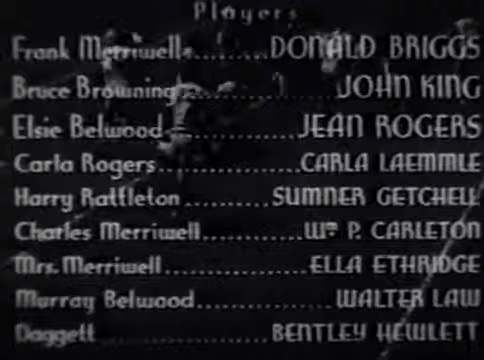 Players
Frank Merriwell..........DONALD BRIGGS
Bruce Browning..............JOHN KING
Elsie Belwood..............JEAN ROGERS
Carla Rogers...............CARLA LAEMMLE
Harry Rattleton..........SUMNER GETCHELL
Charles Merriwell..........Wm P. CARLETON
Mrs. Merriwell...............ELLA ETHRIDGE
Murray Belwood..............WALTER LAW
Daggett..................BENTLEY HEWLETT